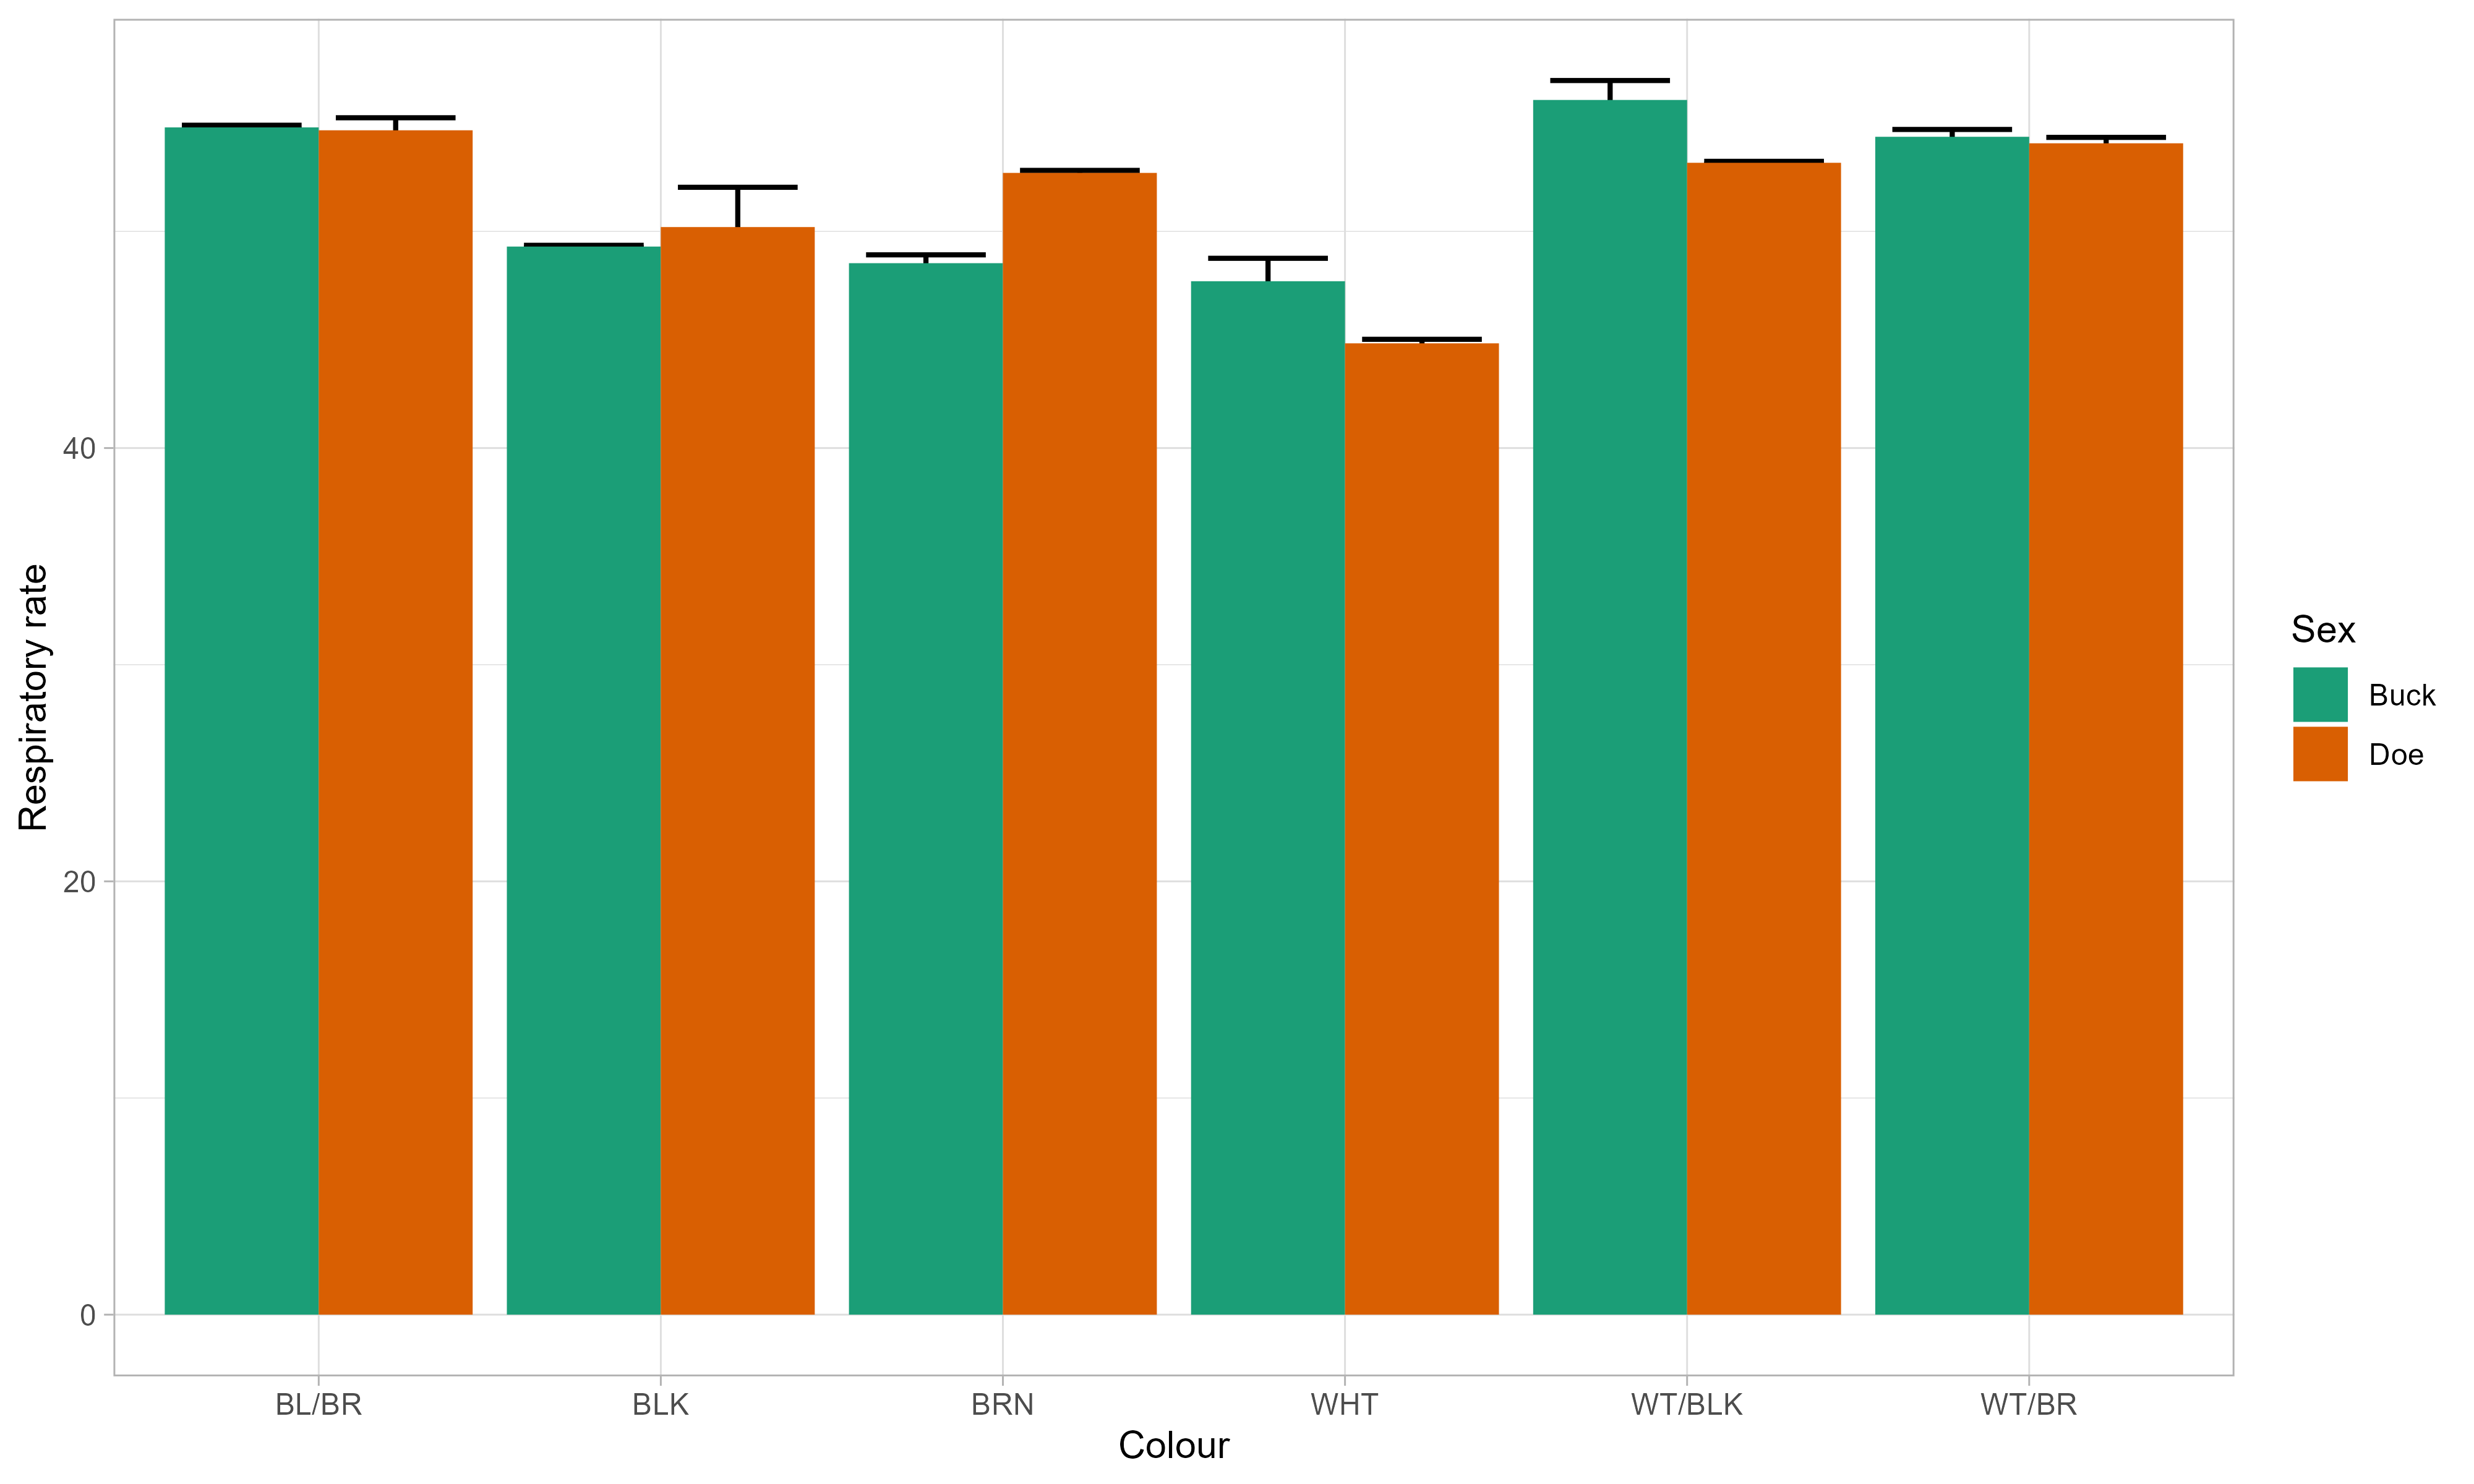 Respiratory rate
40
20
0
BL/BR
BLK
BRN
WHT
WT/BLK
WT/BR
Colour
Sex
Buck
Doe